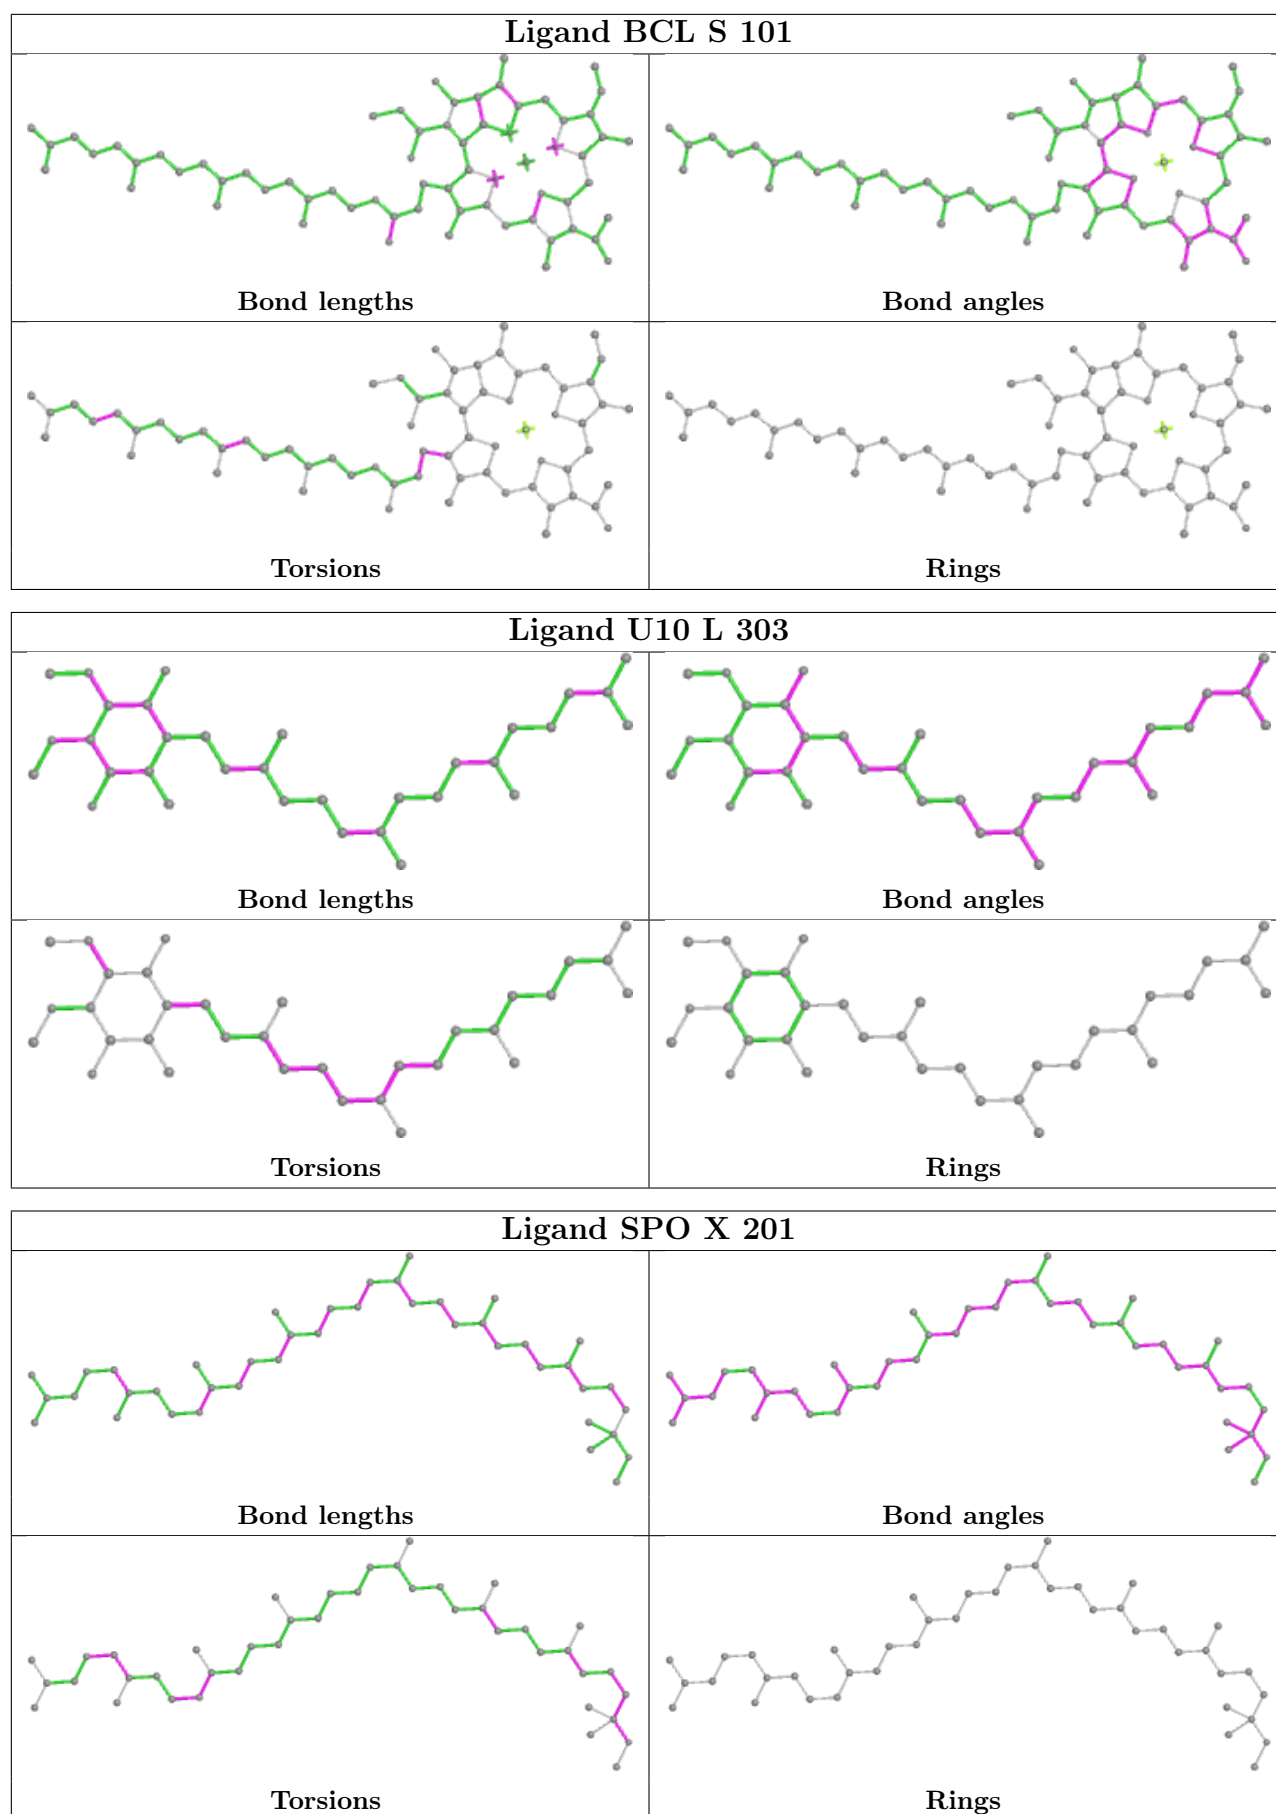 Ligand BCL S 101
Bond lengths
Bond angles
Torsions
Rings
Ligand U10 L 303
Bond lengths
Bond angles
Torsions
Rings
Ligand SPO X 201
Bond lengths
Bond angles
Torsions
Rings